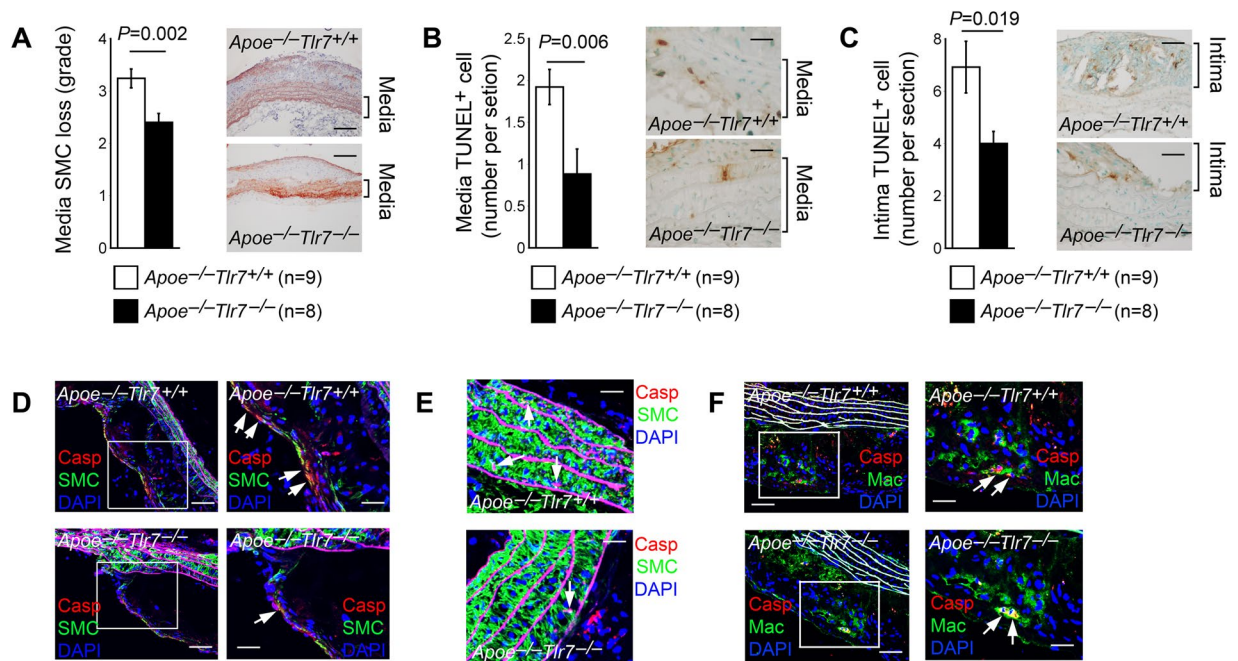 A
Media SMC loss (grade)
4
3
2
1
0
P=0.002
Apoe–/–Tlr7+/+
Media
Media
Apoe–/–Tlr7–/–
Apoe–/–Tlr7+/+ (n=9)
Apoe–/–Tlr7–/– (n=8)
B
Media TUNEL+ cell
(number per setion)
2.5
2
1.5
1
0.5
0
P=0.006
Apoe–/–Tlr7+/+
Media
Media
Apoe–/–Tlr7–/–
Apoe–/–Tlr7+/+ (n=9)
Apoe–/–Tlr7–/– (n=8)
C
Intima TUNEL+ cell
(number per section)
8
6
4
2
0
P=0.019
Intima
Apoe–/–Tlr7+/+
Intima
Apoe–/–Tlr7–/–
Apoe–/–Tlr7+/+ (n=9)
Apoe–/–Tlr7–/– (n=8)
D
Apoe–/–Tlr7+/+
Casp
SMC
DAPI
Apoe–/–Tlr7+/+
Apoe–/–Tlr7–/–
Casp
SMC
DAPI
Apoe–/–Tlr7–/–
Casp
SMC
DAPI
E
Casp
SMC
DAPI
Apoe–/–Tlr7+/+
Casp
SMC
DAPI
Apoe–/–Tlr7–/–
F
Apoe–/–Tlr7+/+
Casp
Mac
DAPI
Apoe–/–Tlr7+/+
Casp
Mac
DAPI
Apoe–/–Tlr7–/–
Casp
Mac
DAPI
Apoe–/–Tlr7–/–
Casp
Mac
DAPI